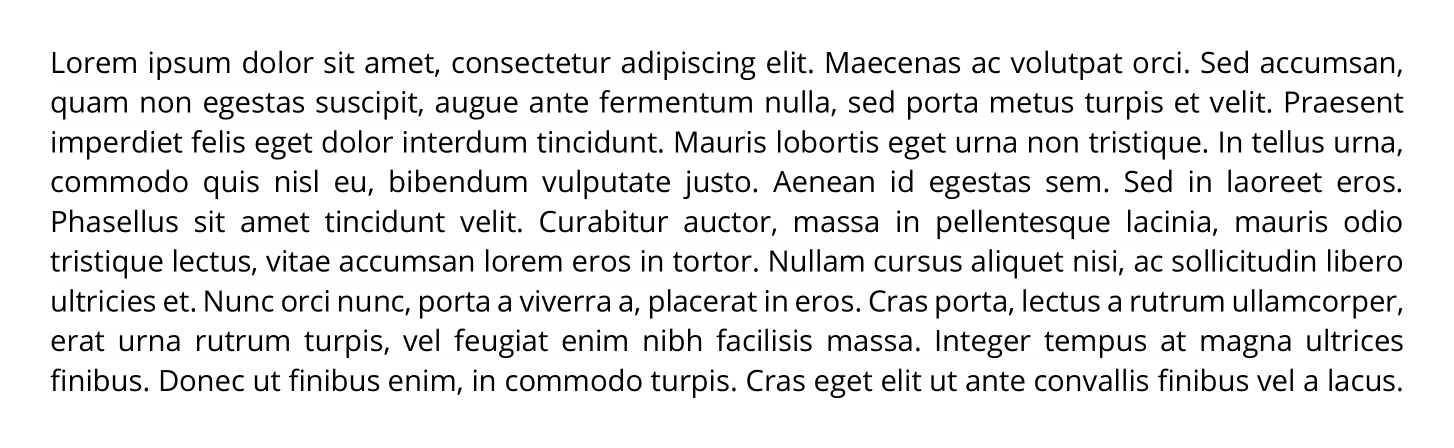 Lorem ipsum dolor sit amet, consectetur adipiscing elit. Maecenas ac volutpat orci. Sed accumsan,
quam non egestas suscipit, augue ante fermentum nulla, sed porta metus turpis et velit. Praesent
imperdiet felis eget dolor interdum tincidunt. Mauris lobortis eget urna non tristique. In tellus urna,
commodo quis nisl eu, bibendum vulputate justo. Aenean id egestas sem. Sed in laoreet eros.
Phasellus sit amet tincidunt velit. Curabitur auctor, massa in pellentesque lacinia, mauris odio
tristique lectus, vitae accumsan lorem eros in tortor. Nullam cursus aliquet nisi, ac sollicitudin libero
ultricies et. Nunc orci nunc, porta a viverra a, placerat in eros. Cras porta, lectus a rutrum ullamcorper,
erat urna rutrum turpis, vel feugiat enim nibh facilisis massa. Integer tempus at magna ultrices
finibus. Donec ut finibus enim, in commodo turpis. Cras eget elit ut ante convallis finibus vel a lacus.